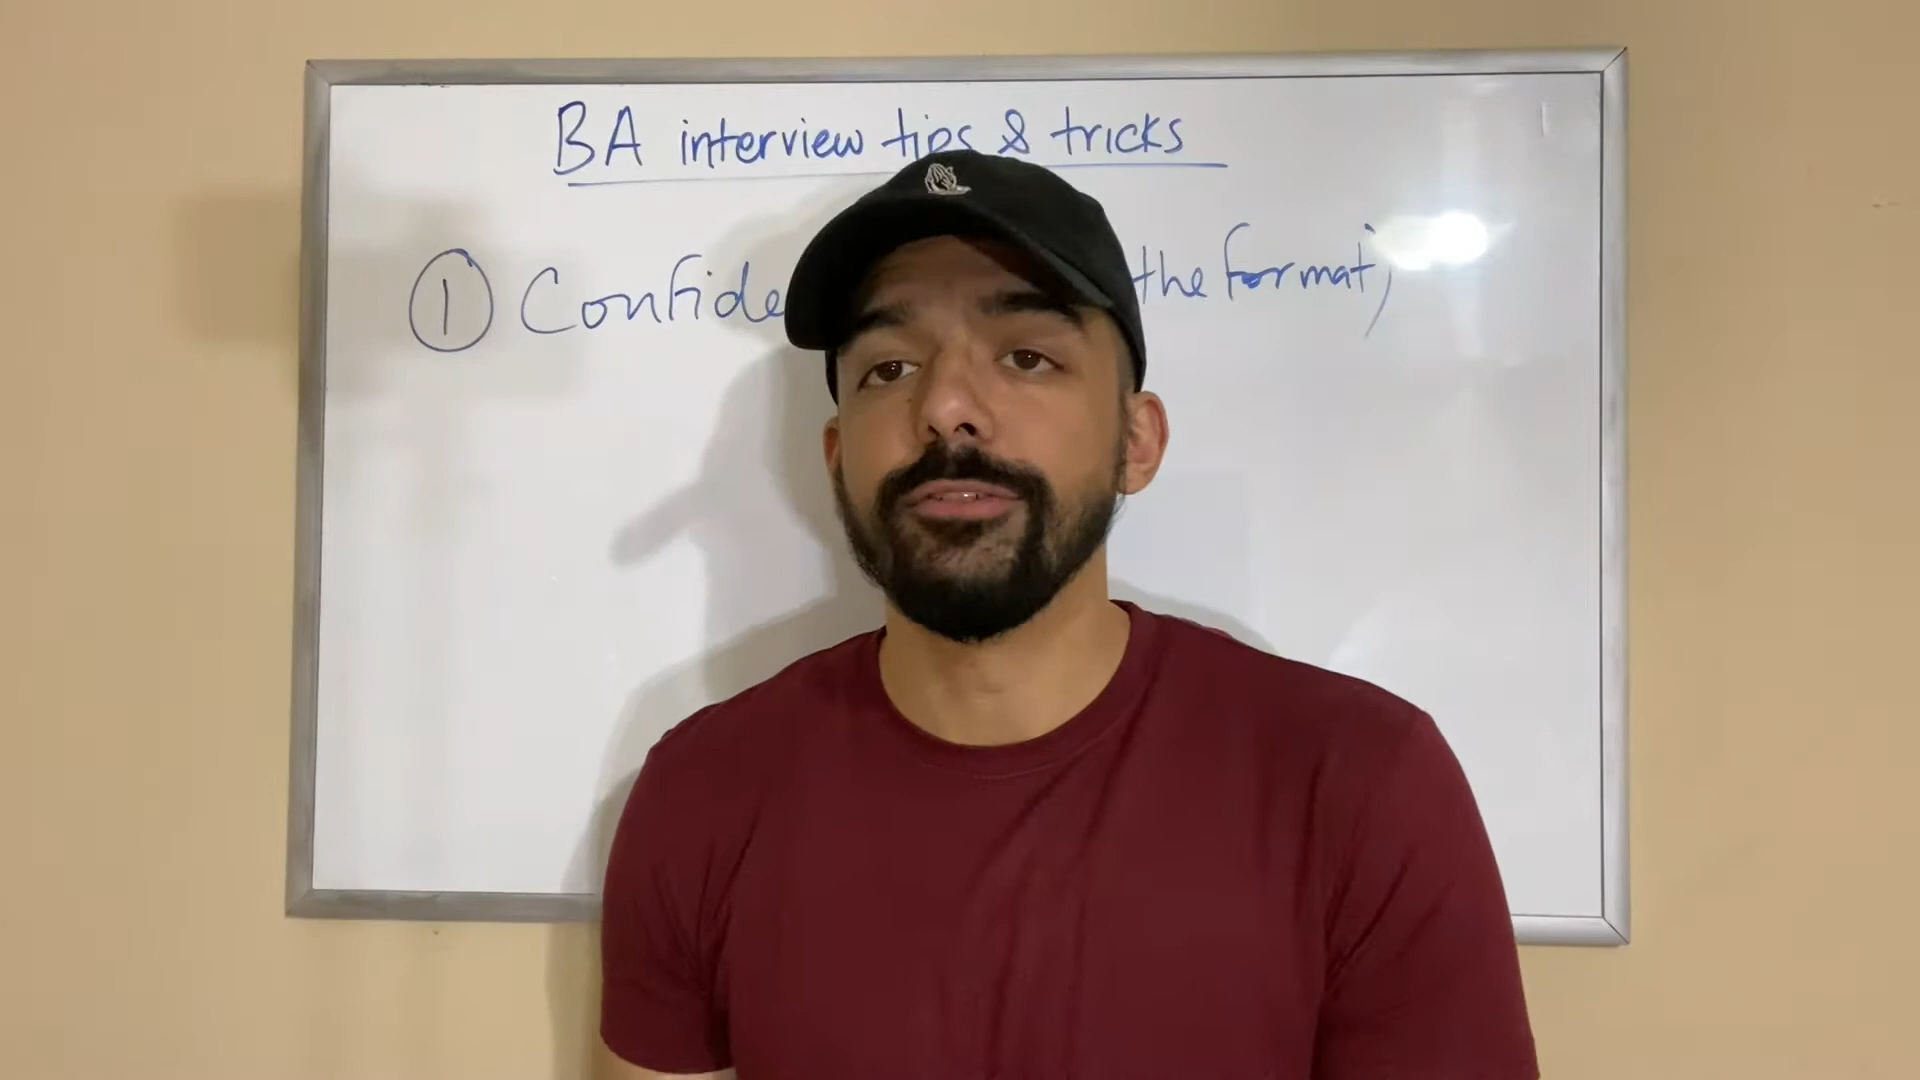 BA interview tips & tricks
① Confide the format)